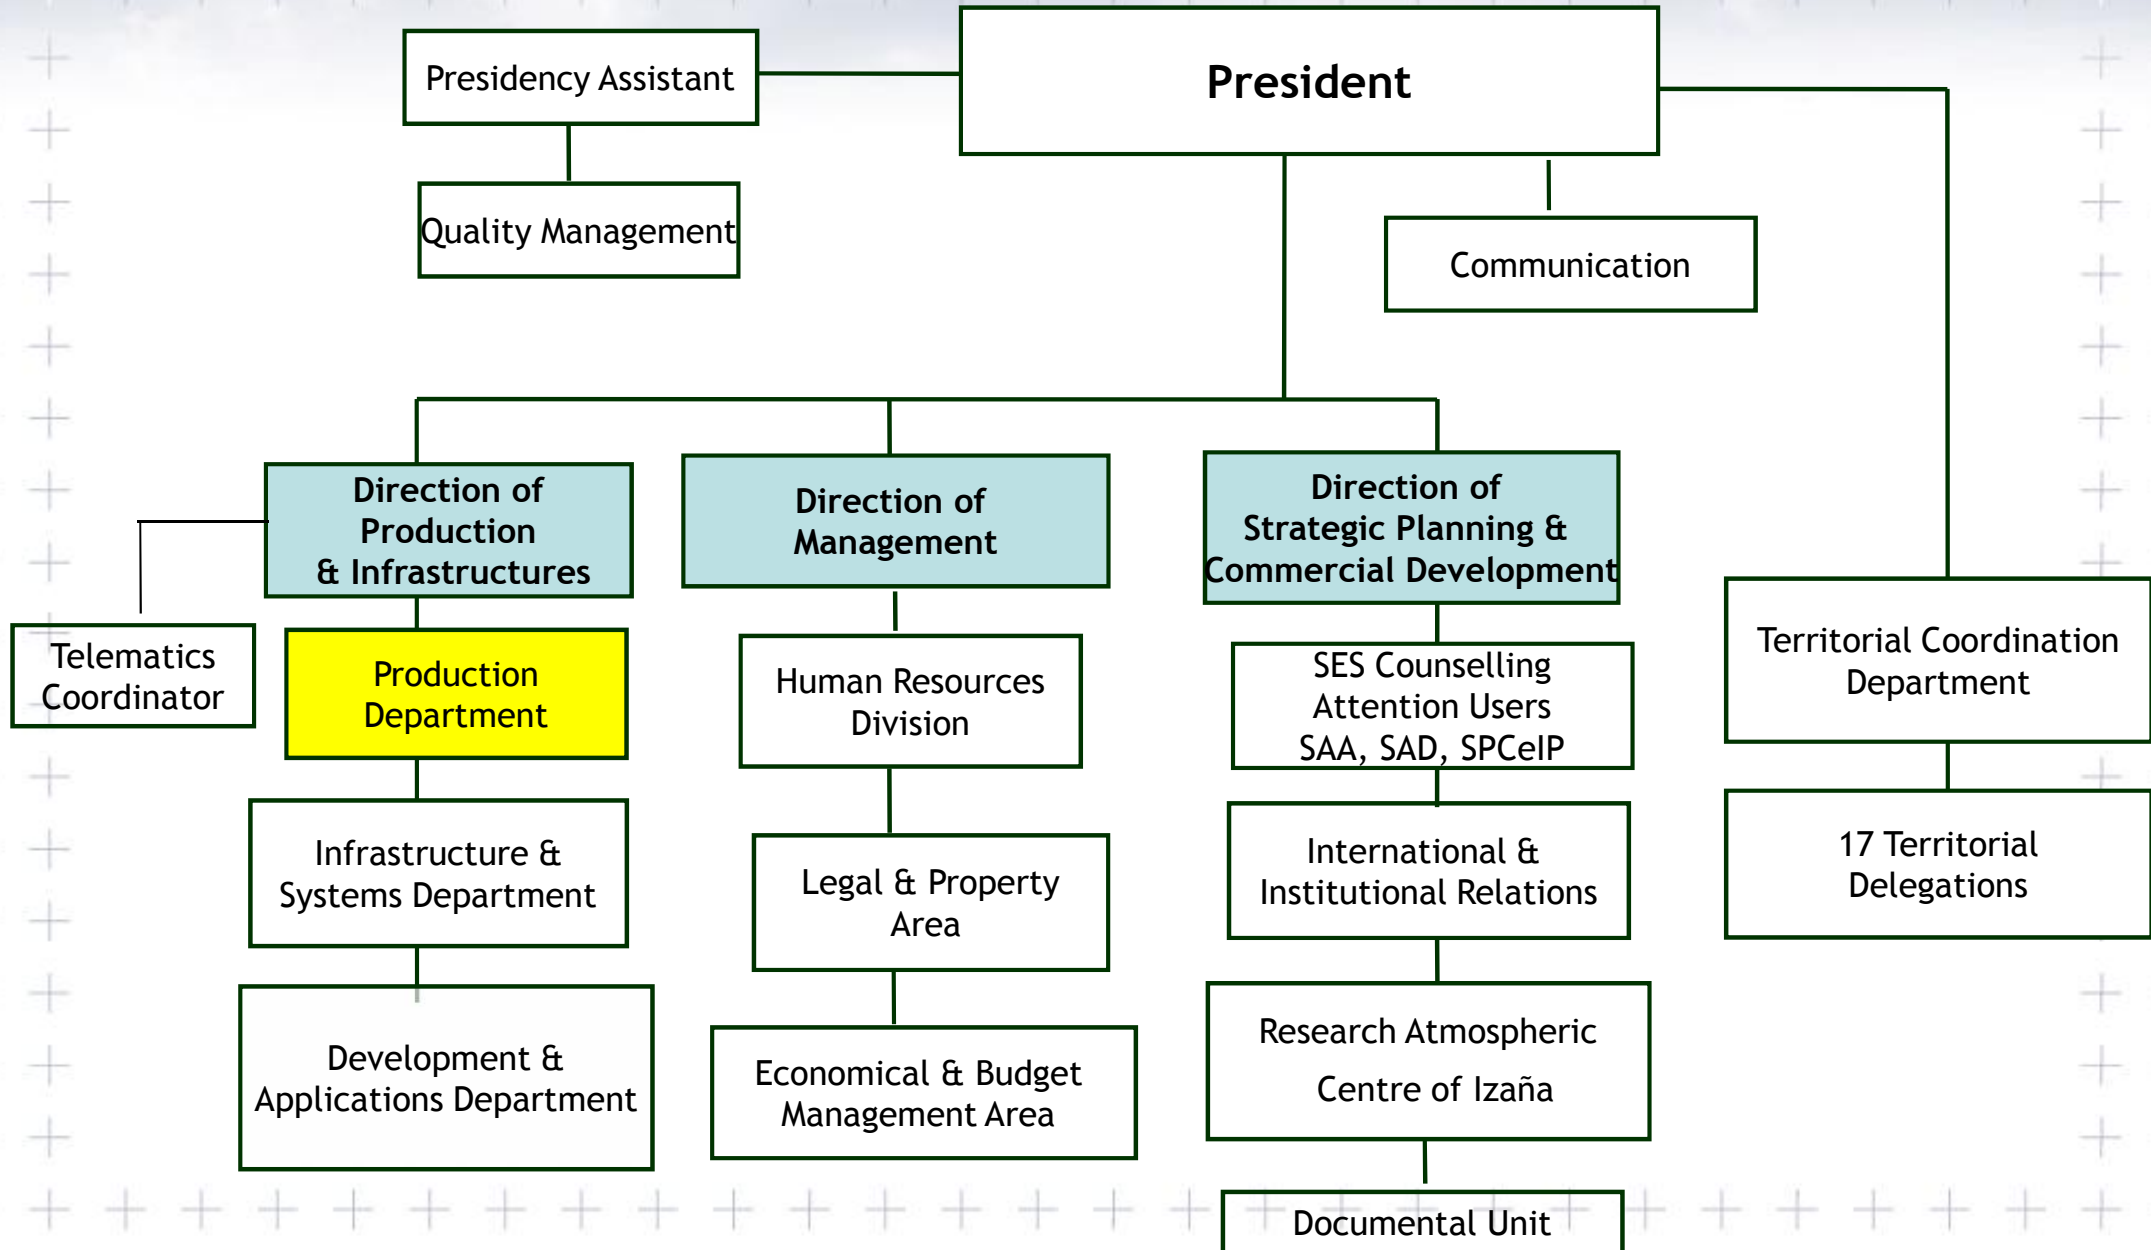 President
Presidency Assistant
Quality Management
Communication
Direction of
Production
& Infrastructures
Direction of
Management
Direction of
Strategic Planning &
Commercial Development
Telematics
Coordinator
Production
Department
Human Resources
Division
SES Counselling
Attention Users
SAA, SAD, SPCeIP
Territorial Coordination
Department
Infrastructure &
Systems Department
Legal & Property
Area
International &
Institutional Relations
17 Territorial
Delegations
Development &
Applications Department
Economical & Budget
Management Area
Research Atmospheric
Centre of Izaña
Documental Unit